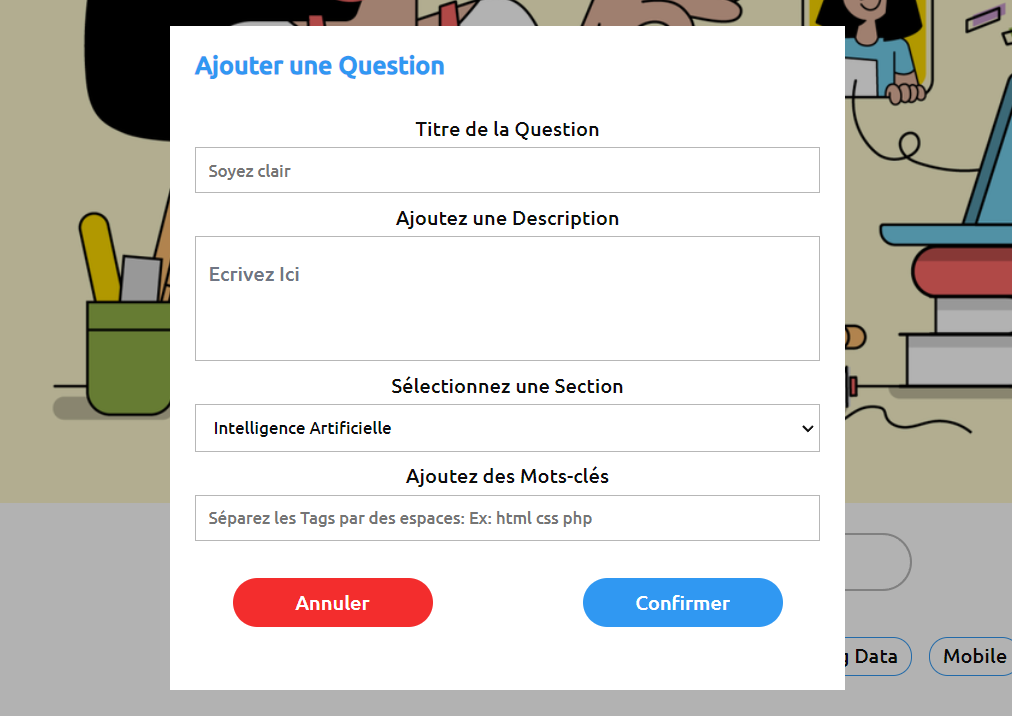 Ajouter une Question
Titre de la Question
Soyez clair
Ajoutez une Description
Ecrivez Ici
Sélectionnez une Section
Intelligence Artificielle
Ajoutez des Mots-clés
Séparez les Tags par des espaces: Ex: html css php
Annuler Confirmer
Data Mobile